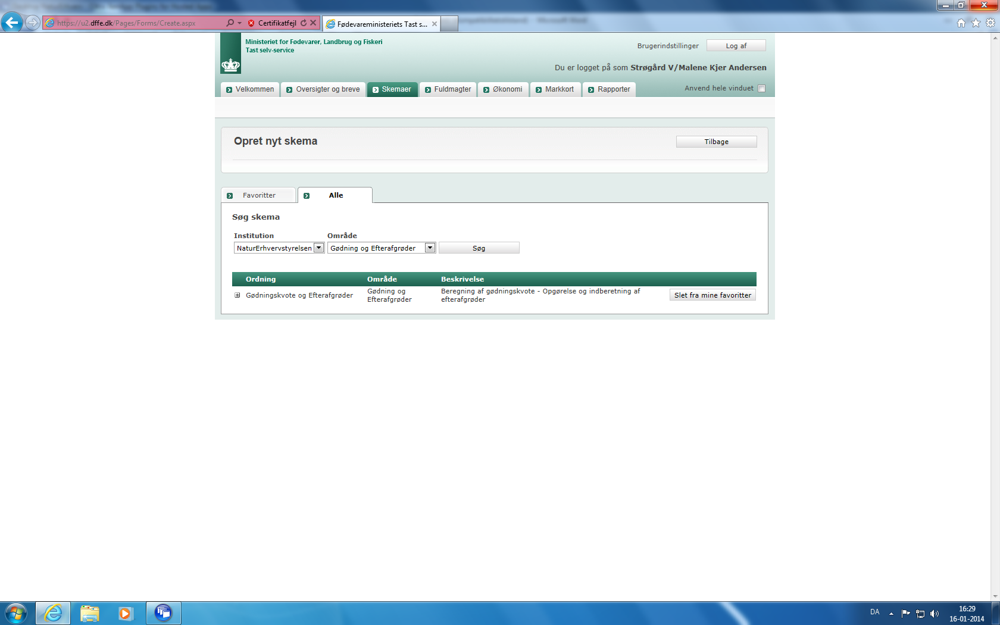 https://u2.dffe.dk/Pages/Forms/Create.aspx
Certifikatfejl
Fødevareministeriets Tast s...
Ministeriet for Fødevarer, Landbrug og Fiskeri
Tast selv-service
Brugerindstillinger
Log af
Du er logget på som Strøgård V/Malene Kjer Andersen
Velkommen
Oversigter og breve
Skemaer
Fuldmagter
Økonomi
Markkort
Rapporter
Anvend hele vinduet
Opret nyt skema
Tilbage
Favoritter
Alle
Søg skema
Institution
Område
NaturErhvervstyrelsen
Gødning og Efterafgrøder
Søg
Ordning
Område
Beskrivelse
Gødningskvote og Efterafgrøder
Gødning og
Efterafgrøder
Beregning af gødningskvote - Opgørelse og indberetning af
efterafgrøder
Slet fra mine favoritter
DA
16:29
16-01-2014